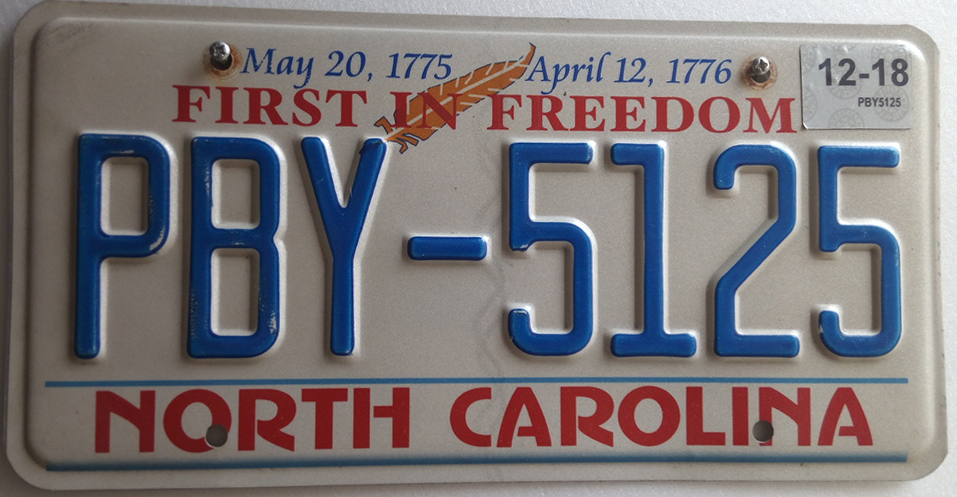 May 20, 1775 April 12, 1776
12-18
PBY5125
FIRST IN FREEDOM
PBY-5125
NORTH CAROLINA